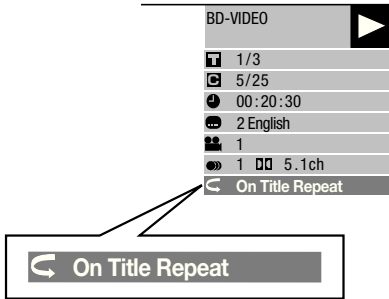 BD-VIDEO
T 1/3
C 5/25
00:20:30
2 English
1
1 DD 5.1ch
On Title Repeat
On Title Repeat